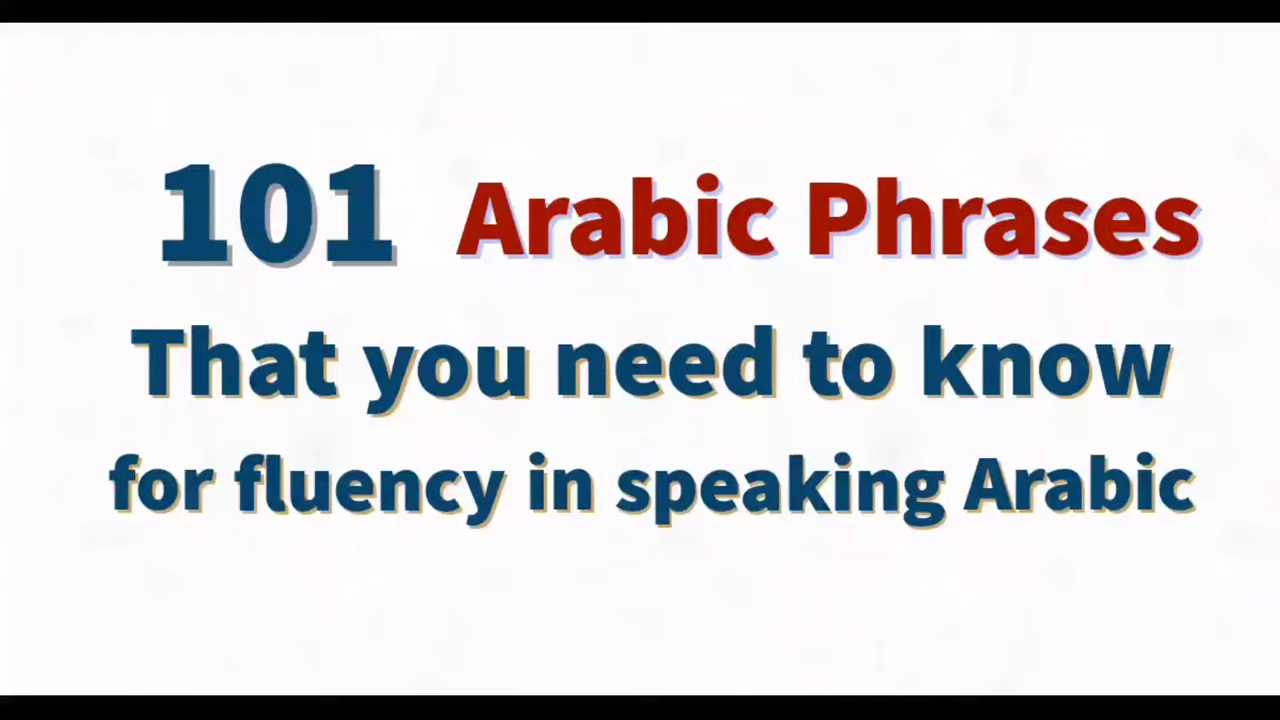 101 Arabic Phrases
That you need to know
for fluency in speaking Arabic